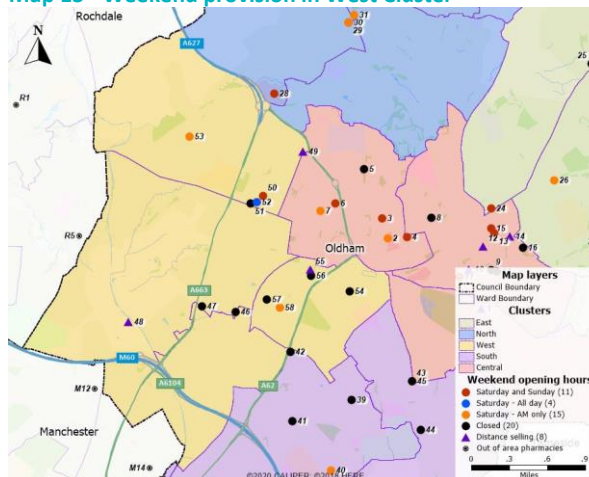 Map 18 - Weekend provision in West Cluster
Rochdale
31
30
29
25
A627
N
28
R1
53
49
5
26
50
52
51
7
6
3
2
4
8
24
15
12
13
14
16
9
R5
Oldham
55
56
A663
47
46
57
58
54
48
M60
42
A6104
A62
M12
43
45
39
41
44
Manchester
M14
40
©2020 CALIPER; ©2018 HERE
Map layers
Council Boundary
Ward Boundary
Clusters
East
North
West
South
Central
Weekend opening hours
Saturday and Sunday (11)
Saturday - All day (4)
Saturday - AM only (15)
Closed (20)
Distance selling (8)
Out of area pharmacies
0 .3 .6 .9
Miles